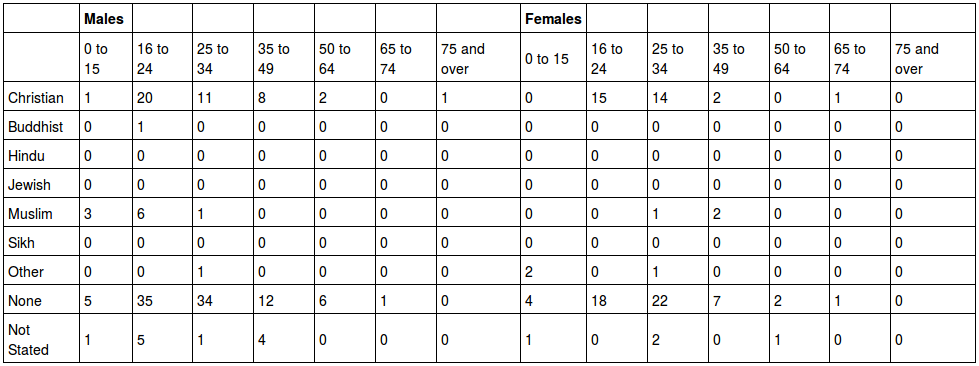 Males Females
0 to 15 16 to 24 25 to 34 35 to 49 50 to 64 65 to 74 75 and over 0 to 15 16 to 24 25 to 34 35 to 49 50 to 64 65 to 74 75 and over
Christian 1 20 11 8 2 0 1 0 15 14 2 0 1 0
Buddhist 0 1 0 0 0 0 0 0 0 0 0 0 0 0
Hindu 0 0 0 0 0 0 0 0 0 0 0 0 0 0
Jewish 0 0 0 0 0 0 0 0 0 0 0 0 0 0
Muslim 3 6 1 0 0 0 0 0 0 1 2 0 0 0
Sikh 0 0 0 0 0 0 0 0 0 0 0 0 0 0
Other 0 0 1 0 0 0 0 2 0 1 0 0 0 0
None 5 35 34 12 6 1 0 4 18 22 7 2 1 0
Not Stated 1 5 1 4 0 0 0 1 0 2 0 1 0 0